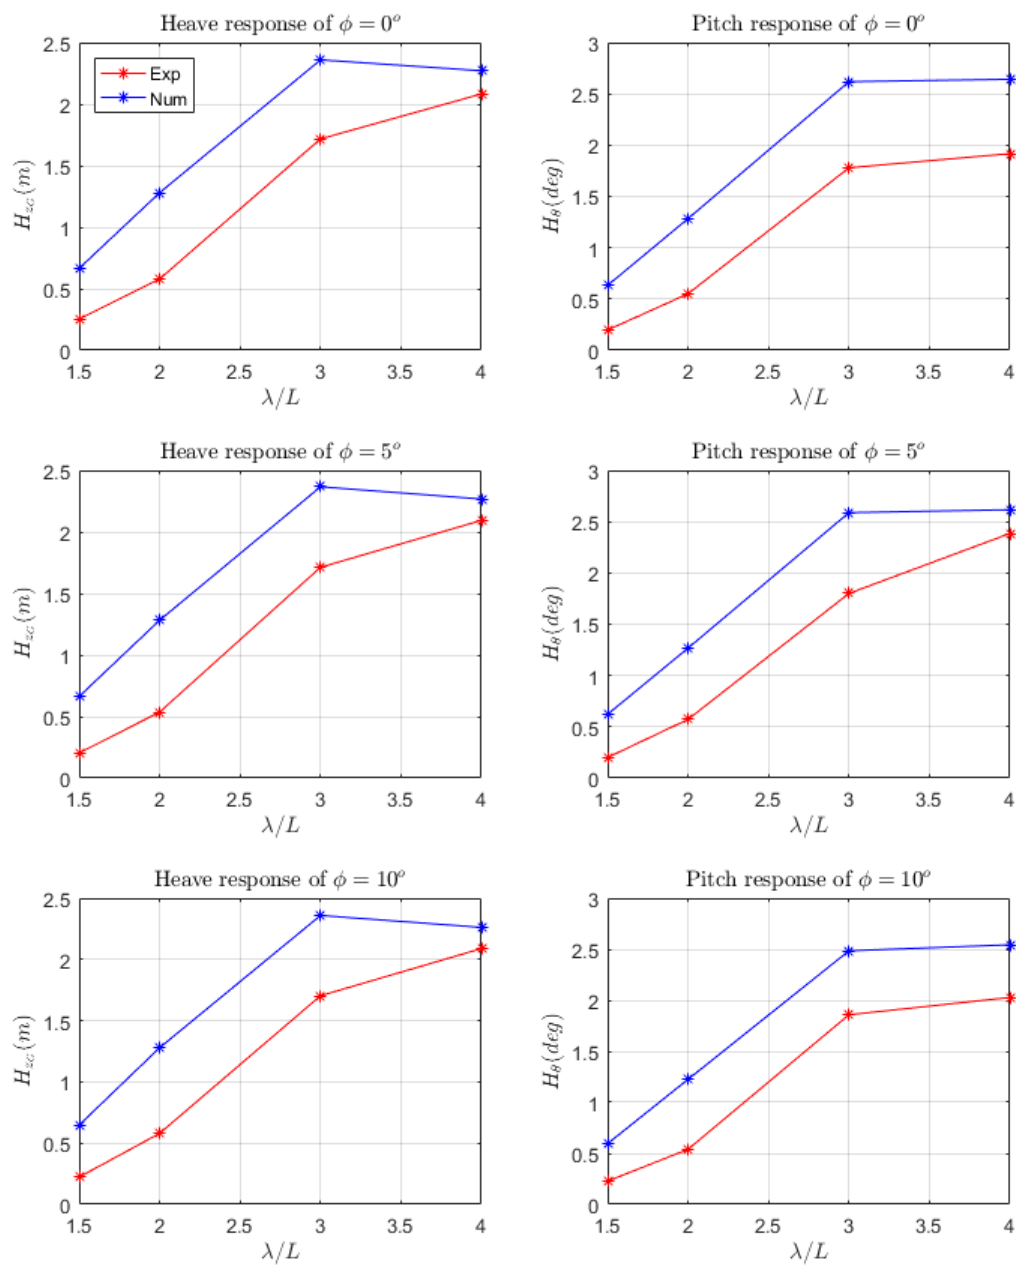 Heave response of ϕ = 0°
2.5
2
1.5
1
0.5
0
H_{z_G}(m)
Exp
Num
1.5 2 2.5 3 3.5 4
λ/L
Pitch response of ϕ = 0°
3
2.5
2
1.5
1
0.5
0
H_θ(deg)
1.5 2 2.5 3 3.5 4
λ/L
Heave response of ϕ = 5°
2.5
2
1.5
1
0.5
0
H_{z_G}(m)
1.5 2 2.5 3 3.5 4
λ/L
Pitch response of ϕ = 5°
3
2.5
2
1.5
1
0.5
0
H_θ(deg)
1.5 2 2.5 3 3.5 4
λ/L
Heave response of ϕ = 10°
2.5
2
1.5
1
0.5
0
H_{z_G}(m)
1.5 2 2.5 3 3.5 4
λ/L
Pitch response of ϕ = 10°
3
2.5
2
1.5
1
0.5
0
H_θ(deg)
1.5 2 2.5 3 3.5 4
λ/L